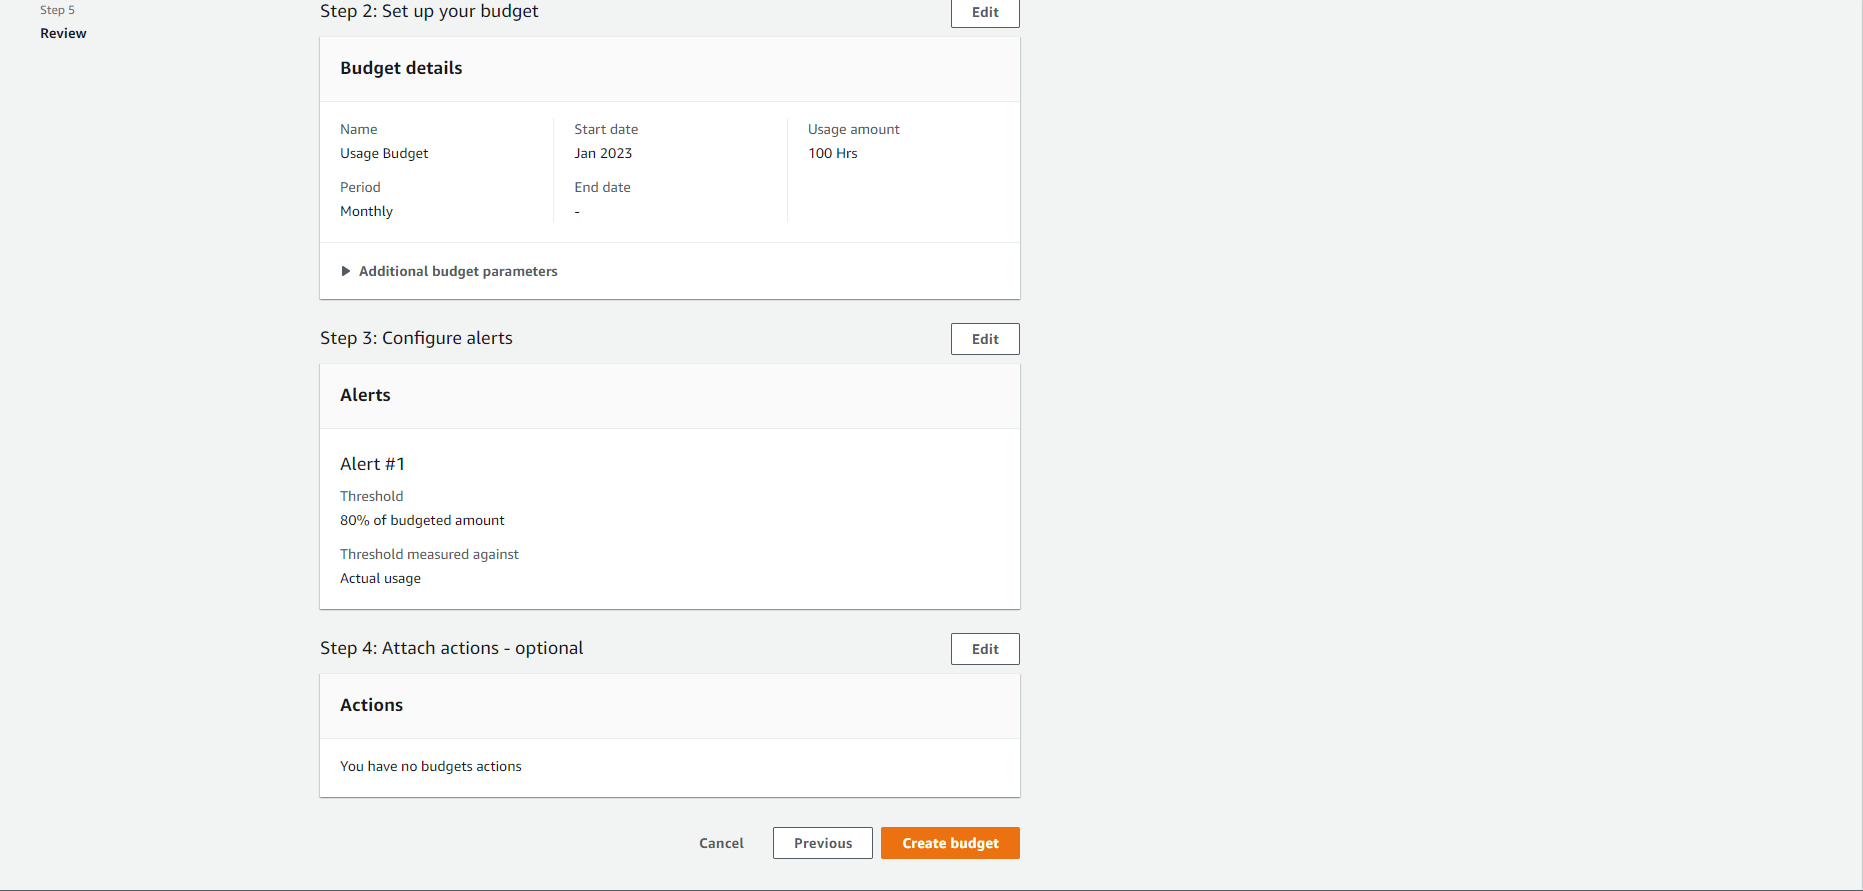 Step 5
Review
Step 2: Set up your budget
Edit
Budget details
Name
Usage Budget
Period
Monthly
Start date
Jan 2023
End date
-
Usage amount
100 Hrs
Additional budget parameters
Step 3: Configure alerts
Edit
Alerts
Alert #1
Threshold
80% of budgeted amount
Threshold measured against
Actual usage
Step 4: Attach actions - optional
Edit
Actions
You have no budgets actions
Cancel
Previous
Create budget